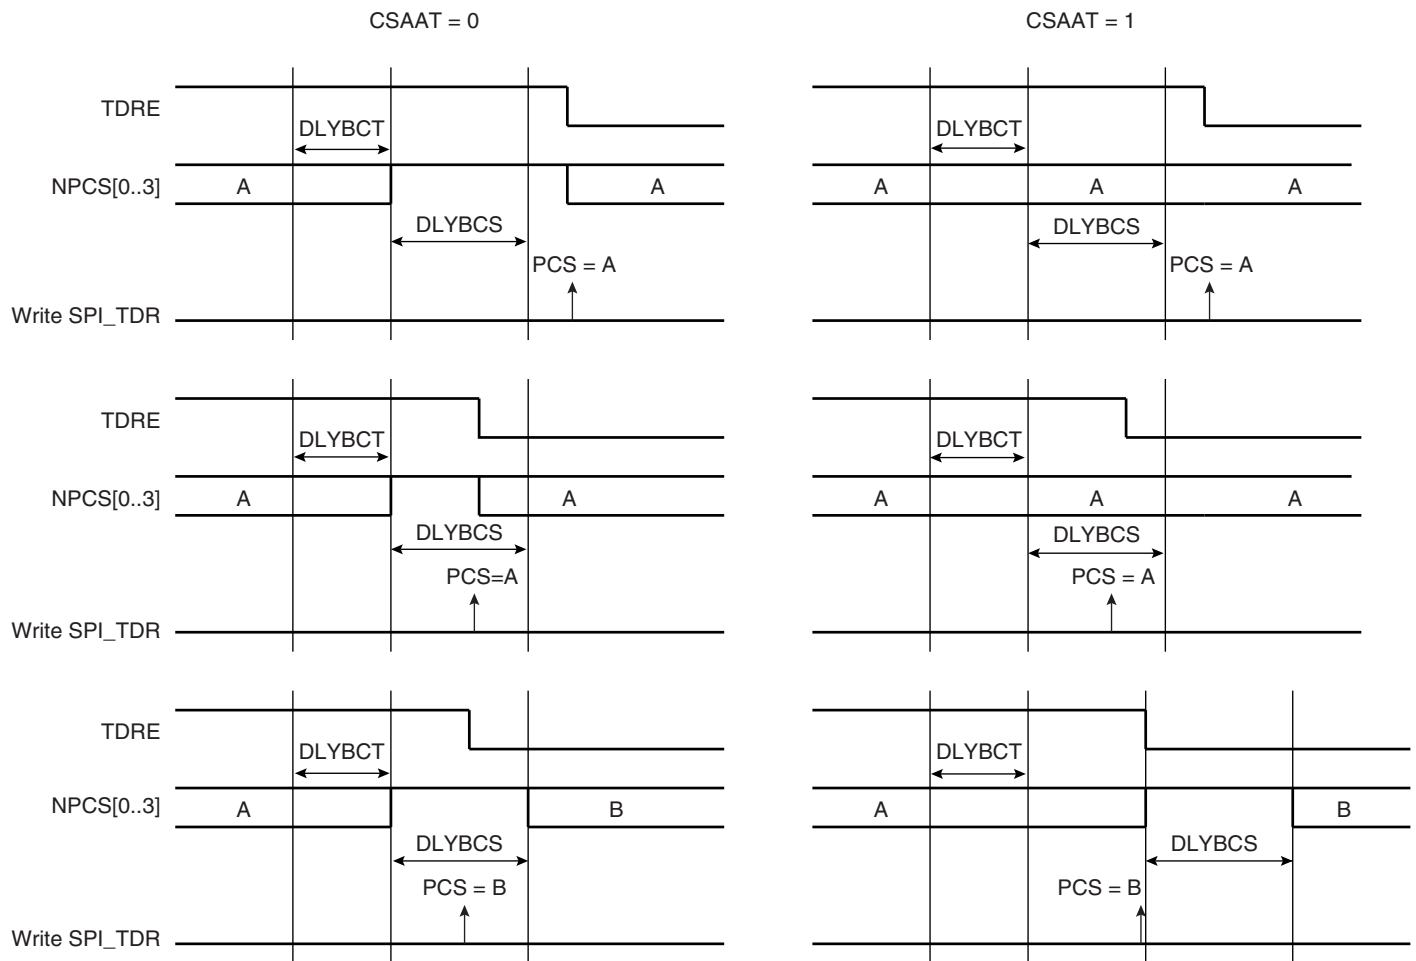 CSAAT = 0 CSAAT = 1
TDRE
DLYBCT DLYBCT
NPCS[0..3] A A A A A
DLYBCS DLYBCS
PCS = A PCS = A
Write SPI_TDR
TDRE
DLYBCT DLYBCT
NPCS[0..3] A A A A A
DLYBCS DLYBCS
PCS=A PCS = A
Write SPI_TDR
TDRE
DLYBCT DLYBCT
NPCS[0..3] A B A B
DLYBCS DLYBCS
PCS = B PCS = B
Write SPI_TDR